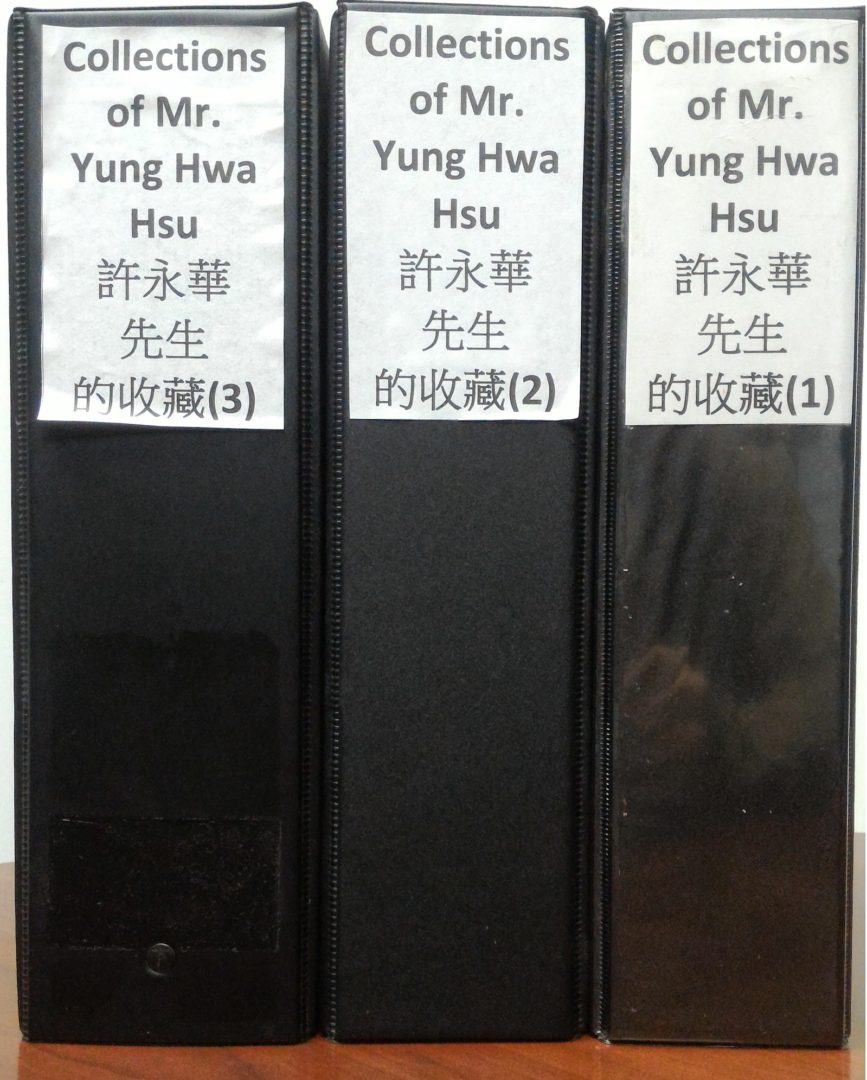 Collections
of Mr.
Yung Hwa
Hsu
許永華
先生
的收藏(3)
Collections
of Mr.
Yung Hwa
Hsu
許永華
先生
的收藏(2)
Collections
of Mr.
Yung Hwa
Hsu
許永華
先生
的收藏(1)